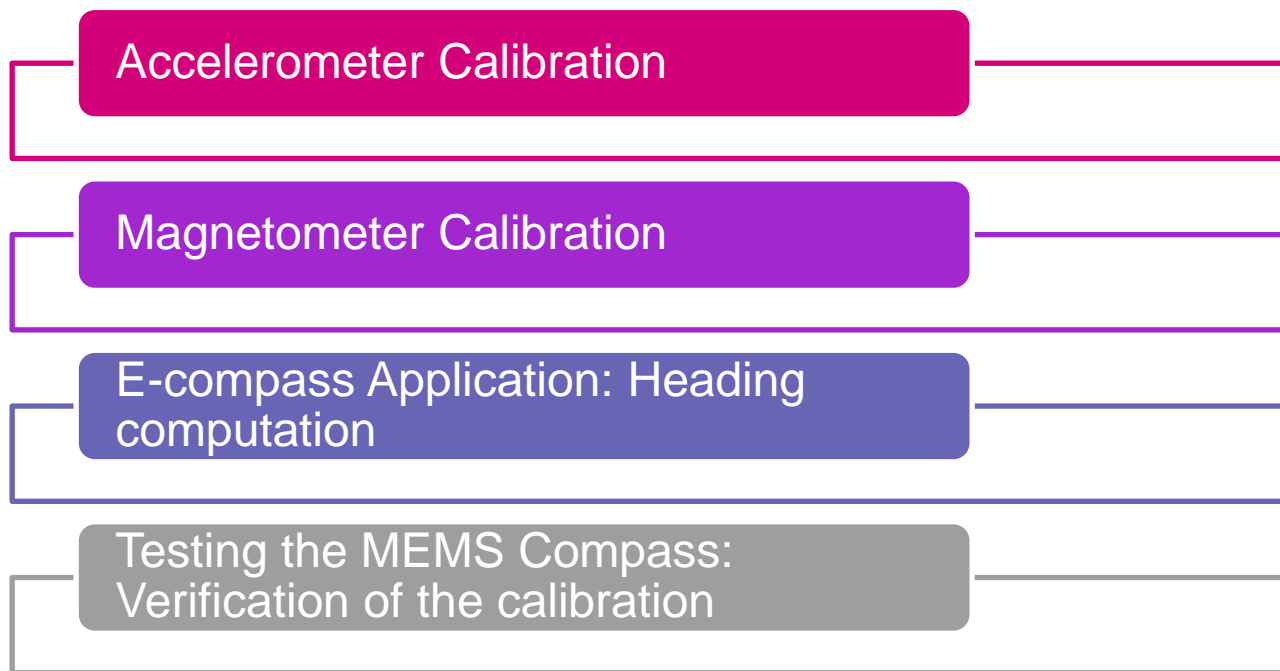 Accelerometer Calibration
Magnetometer Calibration
E-compass Application: Heading
computation
Testing the MEMS Compass:
Verification of the calibration